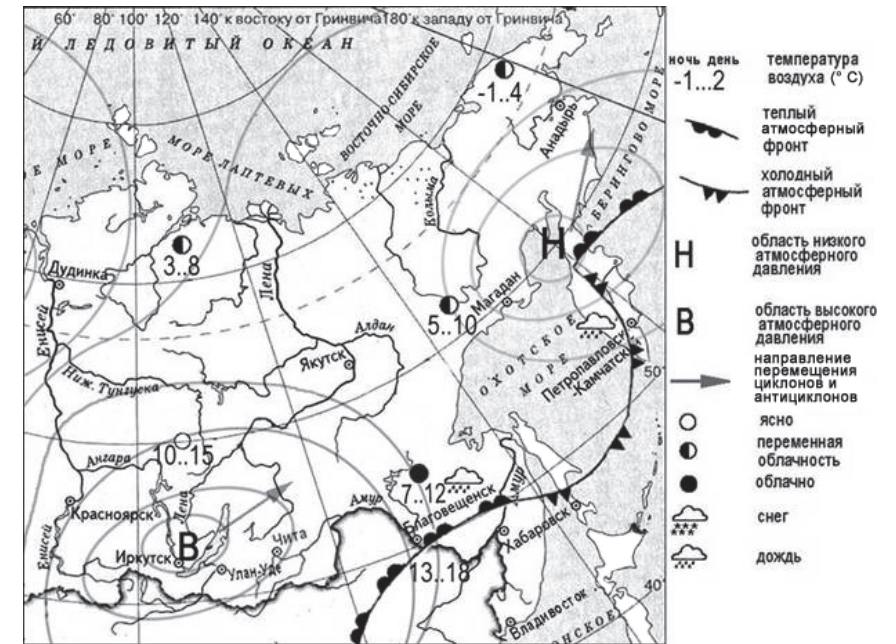 60° 80° 100° 120° 140° к востоку от Гринвича 180° к западу от Гринвича
Й ЛЕДОВИТЫЙ ОКЕАН
ВОСТОЧНО-СИБИРСКОЕ
МОРЕ
МОРЕ ЛАПТЕВЫХ
ОЕ МОРЕ
-1..4
Анадырь
БЕРИНГОВО МОРЕ
Колыма
Н
3..8
Дудинка
Лена
Енисей
5..10
Магадан
Алдан
Якутск
ОХОТСКОЕ
МОРЕ
Петропавловск
-Камчатск
50°
Ниж. Тунгуска
10..15
Ангара
7..12
Амур
Амур
Благовещенск
Красноярск
Лена
В
Чита
Хабаровск
Енисей
Иркутск
Улан-Удэ
13..18
40°
Владивосток
НСКОЕ
ночь день
-1...2
температура
воздуха (° С)
теплый
атмосферный
фронт
холодный
атмосферный
фронт
Н
область низкого
атмосферного
давления
В
область высокого
атмосферного
давления
направление
перемещения
циклонов и
антициклонов
ясно
переменная
облачность
облачно
снег
дождь